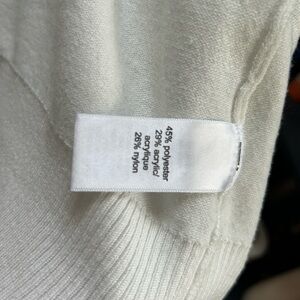 45% polyester
29% acrylic/
acrylique
26% nylon